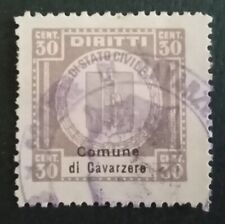 DIRITTI
CENT. 30
CENT. 30
DI STATO CIVILE
Comune
di Cavarzere
CENT. 30
CENT. 30